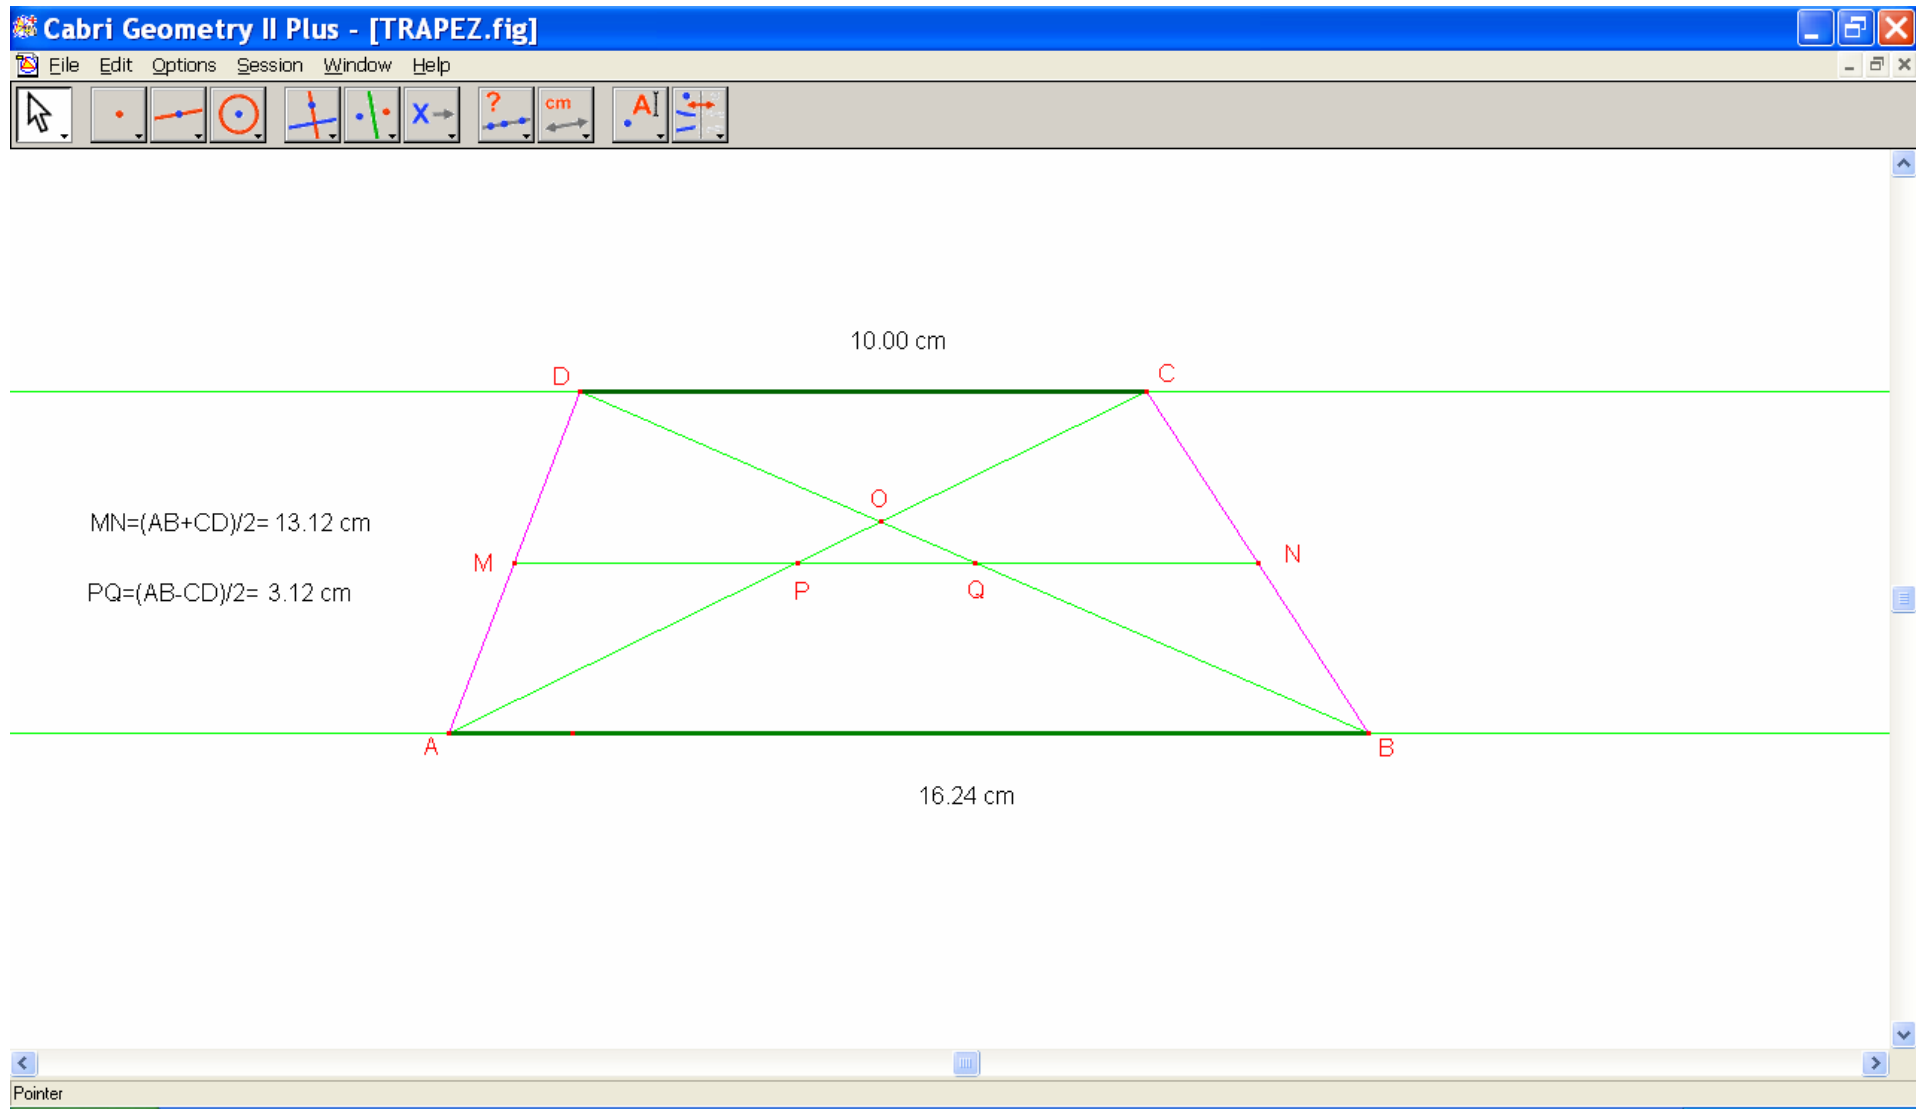 Cabri Geometry II Plus - [TRAPEZ.fig]
File Edit Options Session Window Help
? cm A
X
10.00 cm
D C
O
MN=(AB+CD)/2= 13.12 cm
M N
PQ=(AB-CD)/2= 3.12 cm
P Q
A B
16.24 cm
Pointer